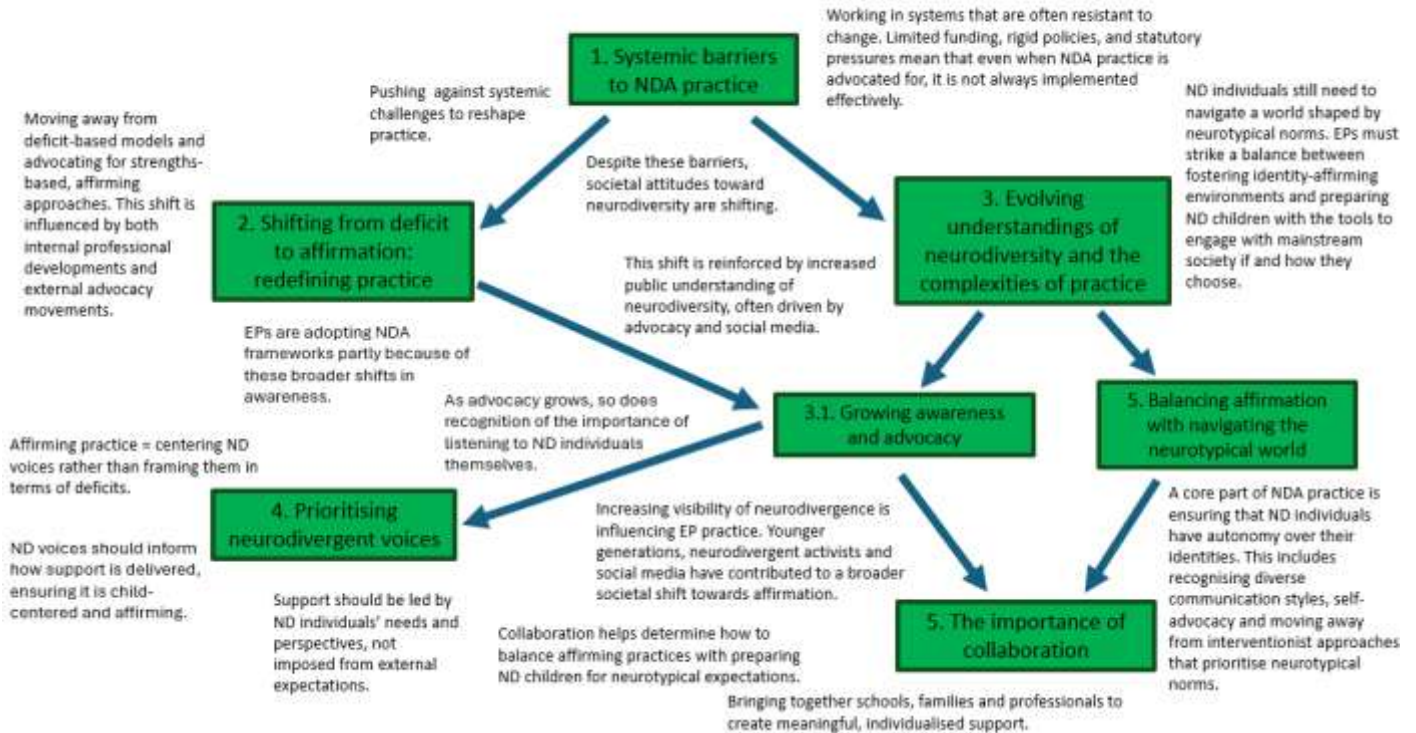 Working in systems that are often resistant to
change. Limited funding, rigid policies, and statutory
pressures mean that even when NDA practice is
advocated for, it is not always implemented
effectively.
1. Systemic barriers
to NDA practice
Pushing against systemic
challenges to reshape
practice.
Moving away from
deficit-based models and
advocating for strengths-
based, affirming
approaches. This shift is
influenced by both
internal professional
developments and
external advocacy
movements.
Despite these barriers,
societal attitudes toward
neurodiversity are shifting.
ND individuals still need to
navigate a world shaped by
neurotypical norms. EPs must
strike a balance between
fostering identity-affirming
environments and preparing
ND children with the tools to
engage with mainstream
society if and how they
choose.
2. Shifting from deficit
to affirmation:
redefining practice
3. Evolving
understandings of
neurodiversity and the
complexities of practice
This shift is reinforced by increased
public understanding of
neurodiversity, often driven by
advocacy and social media.
EPs are adopting NDA
frameworks partly because of
these broader shifts in
awareness.
As advocacy grows, so does
recognition of the importance of
listening to ND individuals
themselves.
3.1. Growing awareness
and advocacy
5. Balancing affirmation
with navigating the
neurotypical world
Affirming practice = centering ND
voices rather than framing them in
terms of deficits.
4. Prioritising
neurodivergent voices
ND voices should inform
how support is delivered,
ensuring it is child-
centered and affirming.
Support should be led by
ND individuals' needs and
perspectives, not
imposed from external
expectations.
Increasing visibility of neurodivergence is
influencing EP practice. Younger
generations, neurodivergent activists and
social media have contributed to a broader
societal shift towards affirmation.
A core part of NDA practice is
ensuring that ND individuals
have autonomy over their
identities. This includes
recognising diverse
communication styles, self-
advocacy and moving away
from interventionist approaches
that prioritise neurotypical
norms.
5. The importance of
collaboration
Collaboration helps determine how to
balance affirming practices with preparing
ND children for neurotypical expectations.
Bringing together schools, families and professionals to
create meaningful, individualised support.